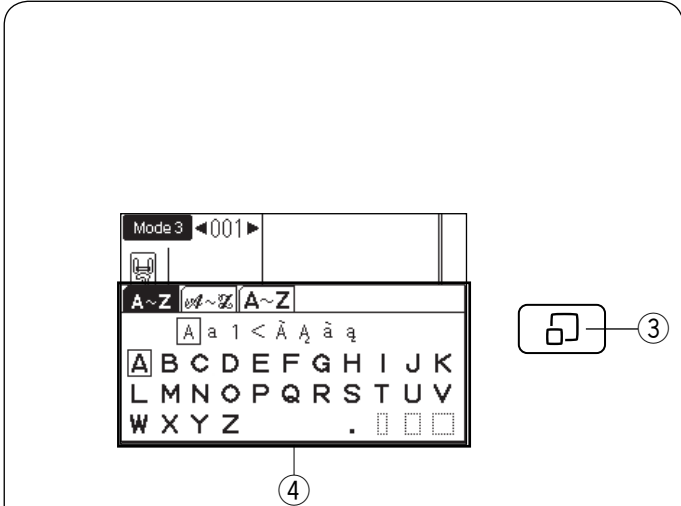 Mode 3 ◄001►
A~Z 𝒜~𝒵 A~Z
A a 1 < Ã Ą ã ą
A B C D E F G H I J K
L M N O P Q R S T U V
W X Y Z .
③
④